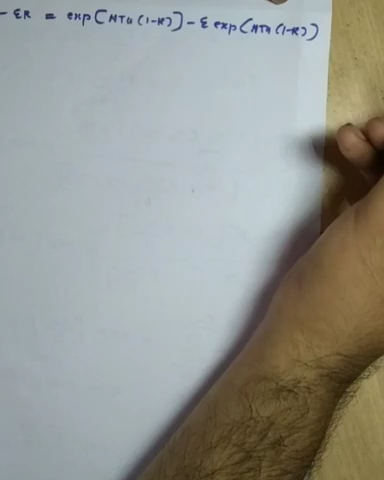 - εR = exp[NTU(1-R)] - ε exp[NTU(1-R)]